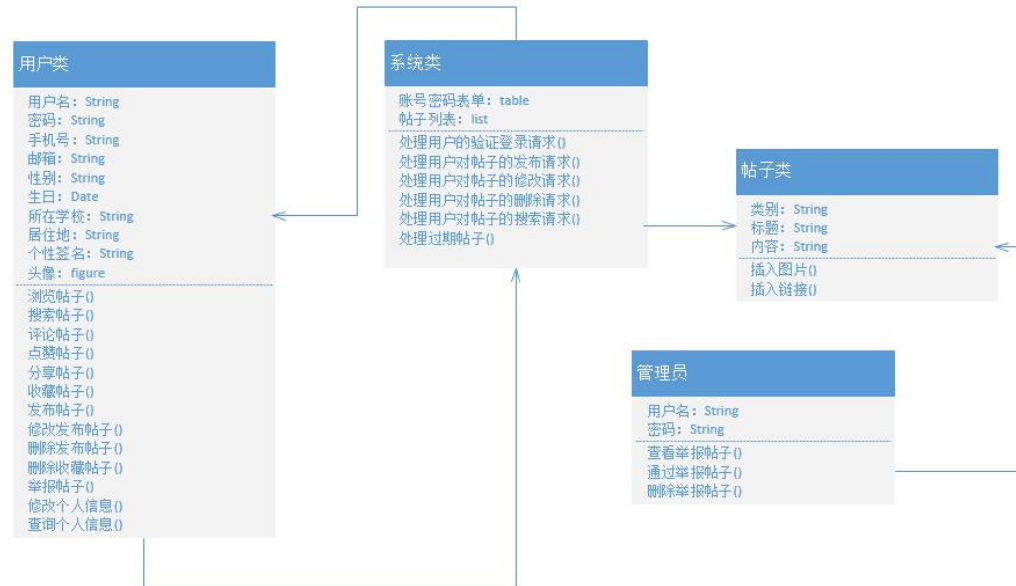 用户类
用户名：String
密码：String
手机号：String
邮箱：String
性别：String
生日：Date
所在学校：String
居住地：String
个性签名：String
头像：figure
浏览帖子()
搜索帖子()
评论帖子()
点赞帖子()
分享帖子()
收藏帖子()
发布帖子()
修改发布帖子()
删除发布帖子()
删除收藏帖子()
举报帖子()
修改个人信息()
查询个人信息()
系统类
账号密码表单：table
帖子列表：list
处理用户的验证登录请求()
处理用户对帖子的发布请求()
处理用户对帖子的修改请求()
处理用户对帖子的删除请求()
处理用户对帖子的搜索请求()
处理过期帖子()
帖子类
类别：String
标题：String
内容：String
插入图片()
插入链接()
管理员
用户名：String
密码：String
查看举报帖子()
通过举报帖子()
删除举报帖子()